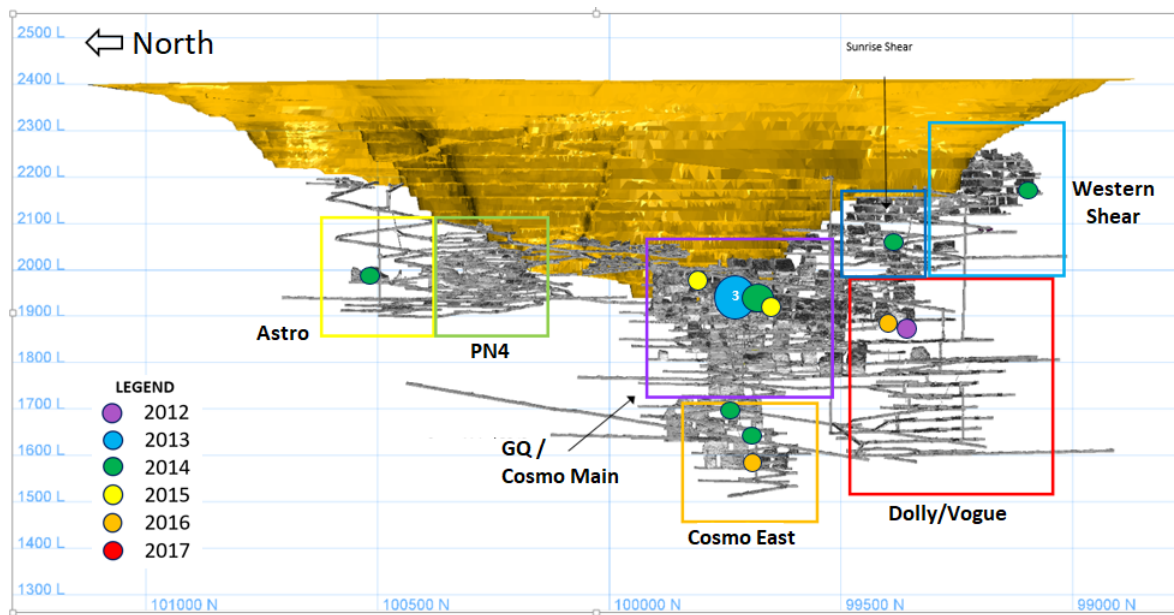 2500 L
North
Sunrise Shear
2400 L
2300 L
2200 L
Western
Shear
2100 L
2000 L
1900 L
3
Astro
PN4
1800 L
LEGEND
2012
2013
2014
2015
2016
2017
1700 L
1600 L
GQ /
Cosmo Main
1500 L
Cosmo East
Dolly/Vogue
1400 L
1300 L
101000 N
100500 N
100000 N
99500 N
99000 N